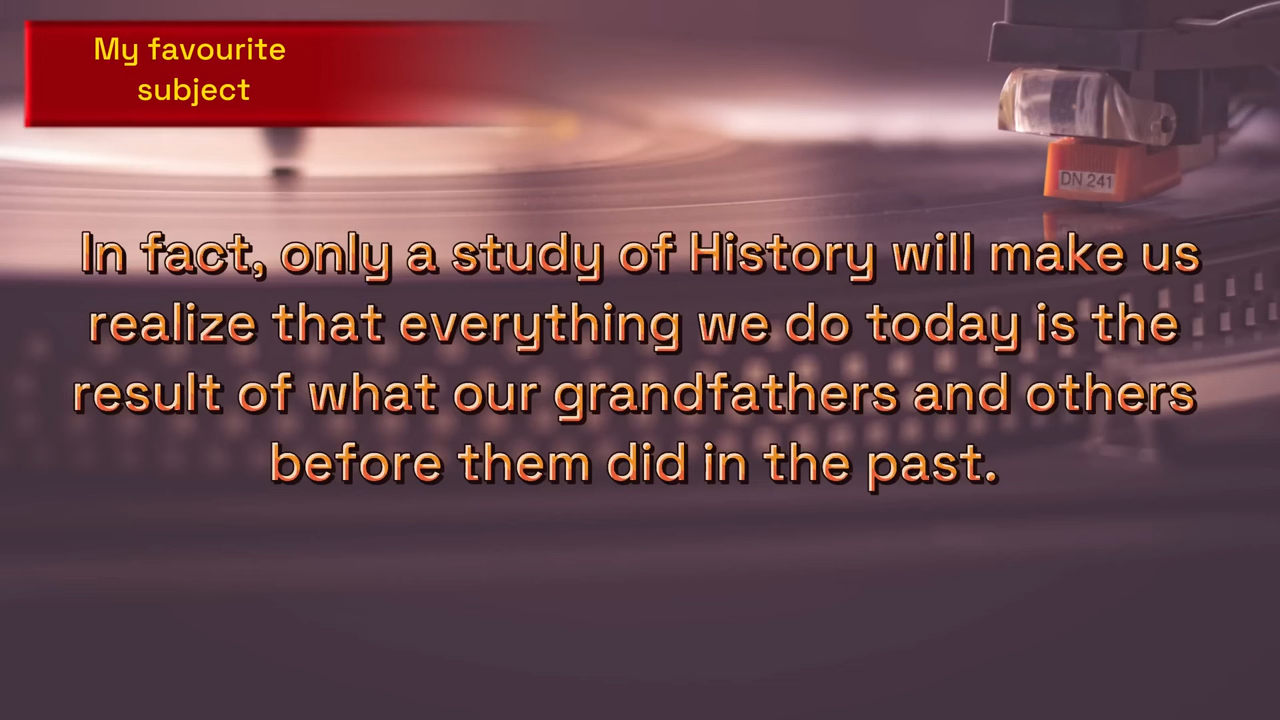 My favourite
subject
DN 241
In fact, only a study of History will make us
realize that everything we do today is the
result of what our grandfathers and others
before them did in the past.